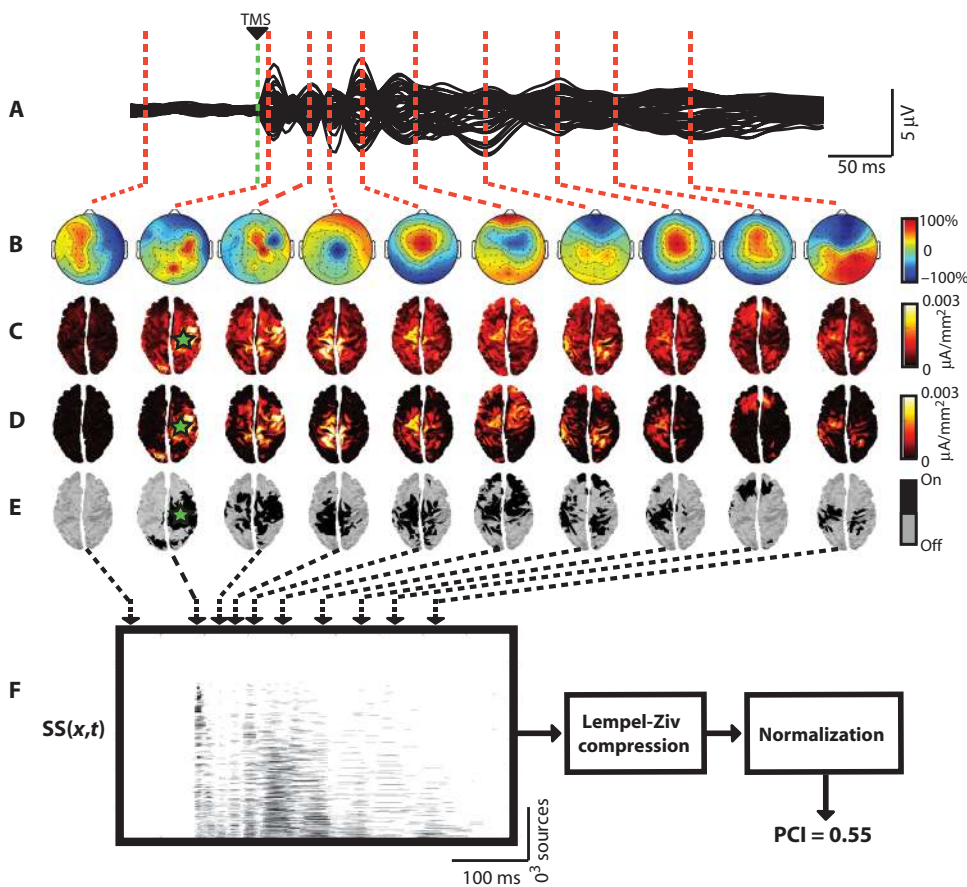 TMS
A
5 μV
50 ms
B
100%
0
–100%
C
0.003
0
μA/mm²
D
0.003
0
μA/mm²
E
On
Off
F
SS(x,t)
Lempel-Ziv
compression
Normalization
PCI = 0.55
100 ms
0³ sources